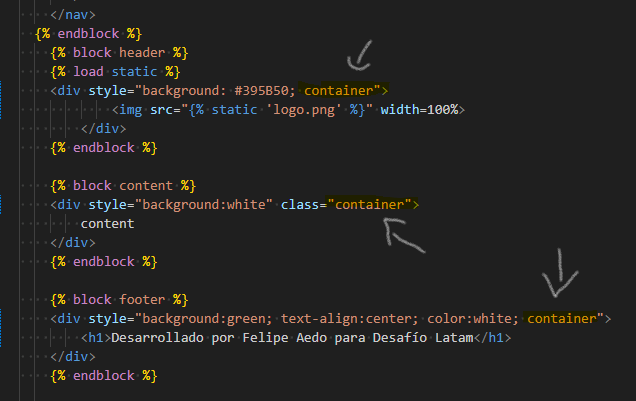 </nav>
{% endblock %}
{% block header %}
{% load static %}
<div style="background: #395B50; container">
<img src="{% static 'logo.png' %}" width=100%>
</div>
{% endblock %}
{% block content %}
<div style="background:white" class="container">
content
</div>
{% endblock %}
{% block footer %}
<div style="background:green; text-align:center; color:white; container">
<h1>Desarrollado por Felipe Aedo para Desafío Latam</h1>
</div>
{% endblock %}